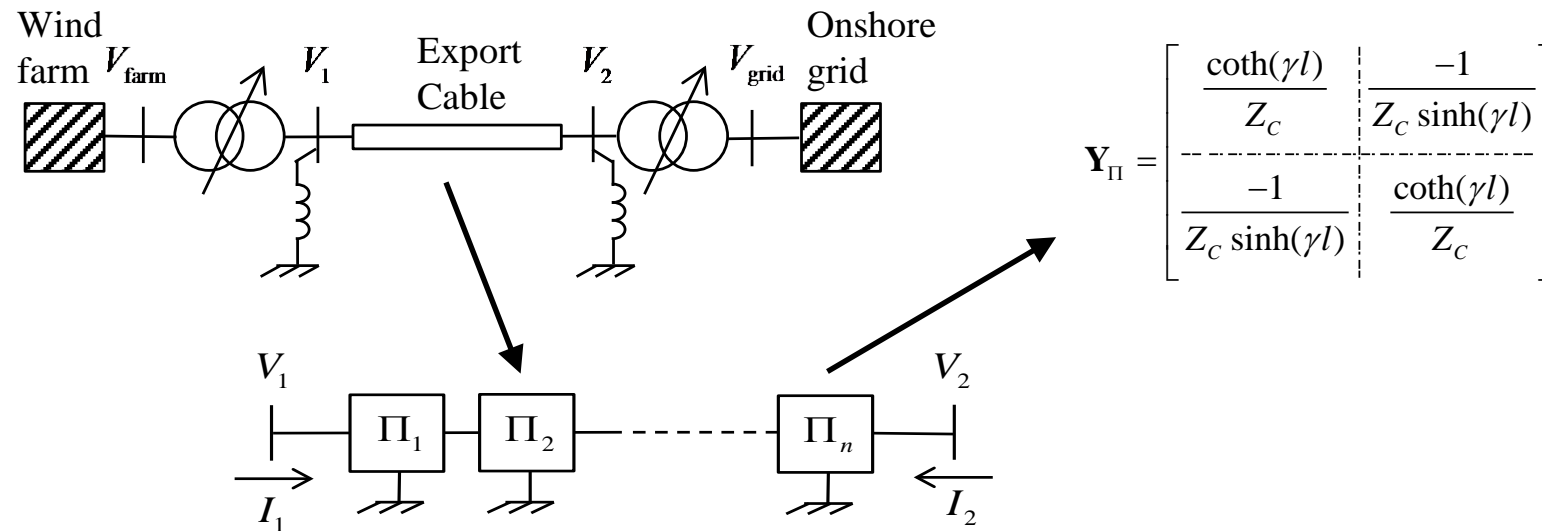 Wind
farm
V_farm
V_1
Export
Cable
V_2
V_grid
Onshore
grid
Y_Π = [ coth(γl)/Z_C    −1/(Z_C sinh(γl)) ]
[ −1/(Z_C sinh(γl))    coth(γl)/Z_C ]
V_1
Π_1
Π_2
Π_n
V_2
I_1
I_2